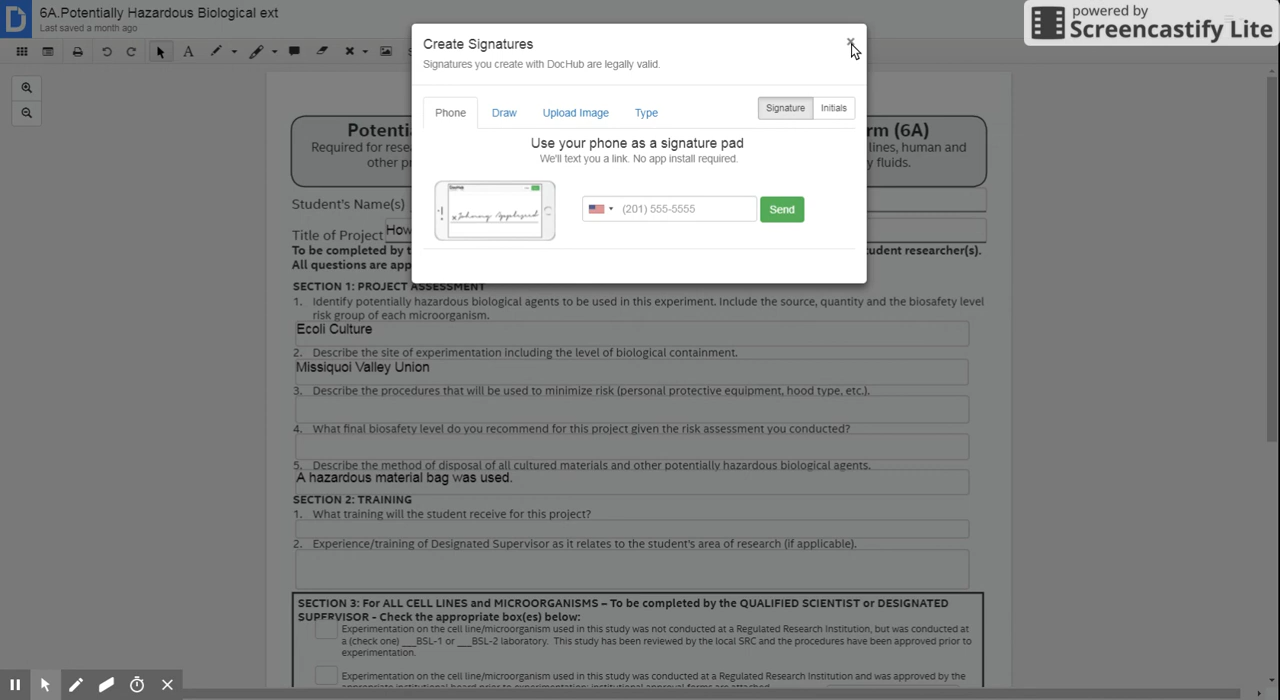 6A.Potentially Hazardous Biological ext
Last saved a month ago
powered by
Screencastify Lite
Create Signatures
×
Signatures you create with DocHub are legally valid.
Phone
Draw
Upload Image
Type
Signature
Initials
Use your phone as a signature pad
We'll text you a link. No app install required.
DocHub
Johnny Appleseed
(201) 555-5555
Send
Potenti
rm (6A)
Required for rese
lines, human and
other p
y fluids.
Student's Name(s)
Title of Project
How
To be completed by t
udent researcher(s).
All questions are app
SECTION 1: PROJECT ASSESSMENT
1. Identify potentially hazardous biological agents to be used in this experiment. Include the source, quantity and the biosafety level
risk group of each microorganism.
Ecoli Culture
2. Describe the site of experimentation including the level of biological containment.
Missiquoi Valley Union
3. Describe the procedures that will be used to minimize risk (personal protective equipment, hood type, etc.).
4. What final biosafety level do you recommend for this project given the risk assessment you conducted?
5. Describe the method of disposal of all cultured materials and other potentially hazardous biological agents.
A hazardous material bag was used.
SECTION 2: TRAINING
1. What training will the student receive for this project?
2. Experience/training of Designated Supervisor as it relates to the student's area of research (if applicable).
SECTION 3: For ALL CELL LINES and MICROORGANISMS – To be completed by the QUALIFIED SCIENTIST or DESIGNATED
SUPERVISOR - Check the appropriate box(es) below:
Experimentation on the cell line/microorganism used in this study was not conducted at a Regulated Research Institution, but was conducted at
a (check one) ___BSL-1 or ___BSL-2 laboratory. This study has been reviewed by the local SRC and the procedures have been approved prior to
experimentation.
Experimentation on the cell line/microorganism used in this study was conducted at a Regulated Research Institution and was approved by the